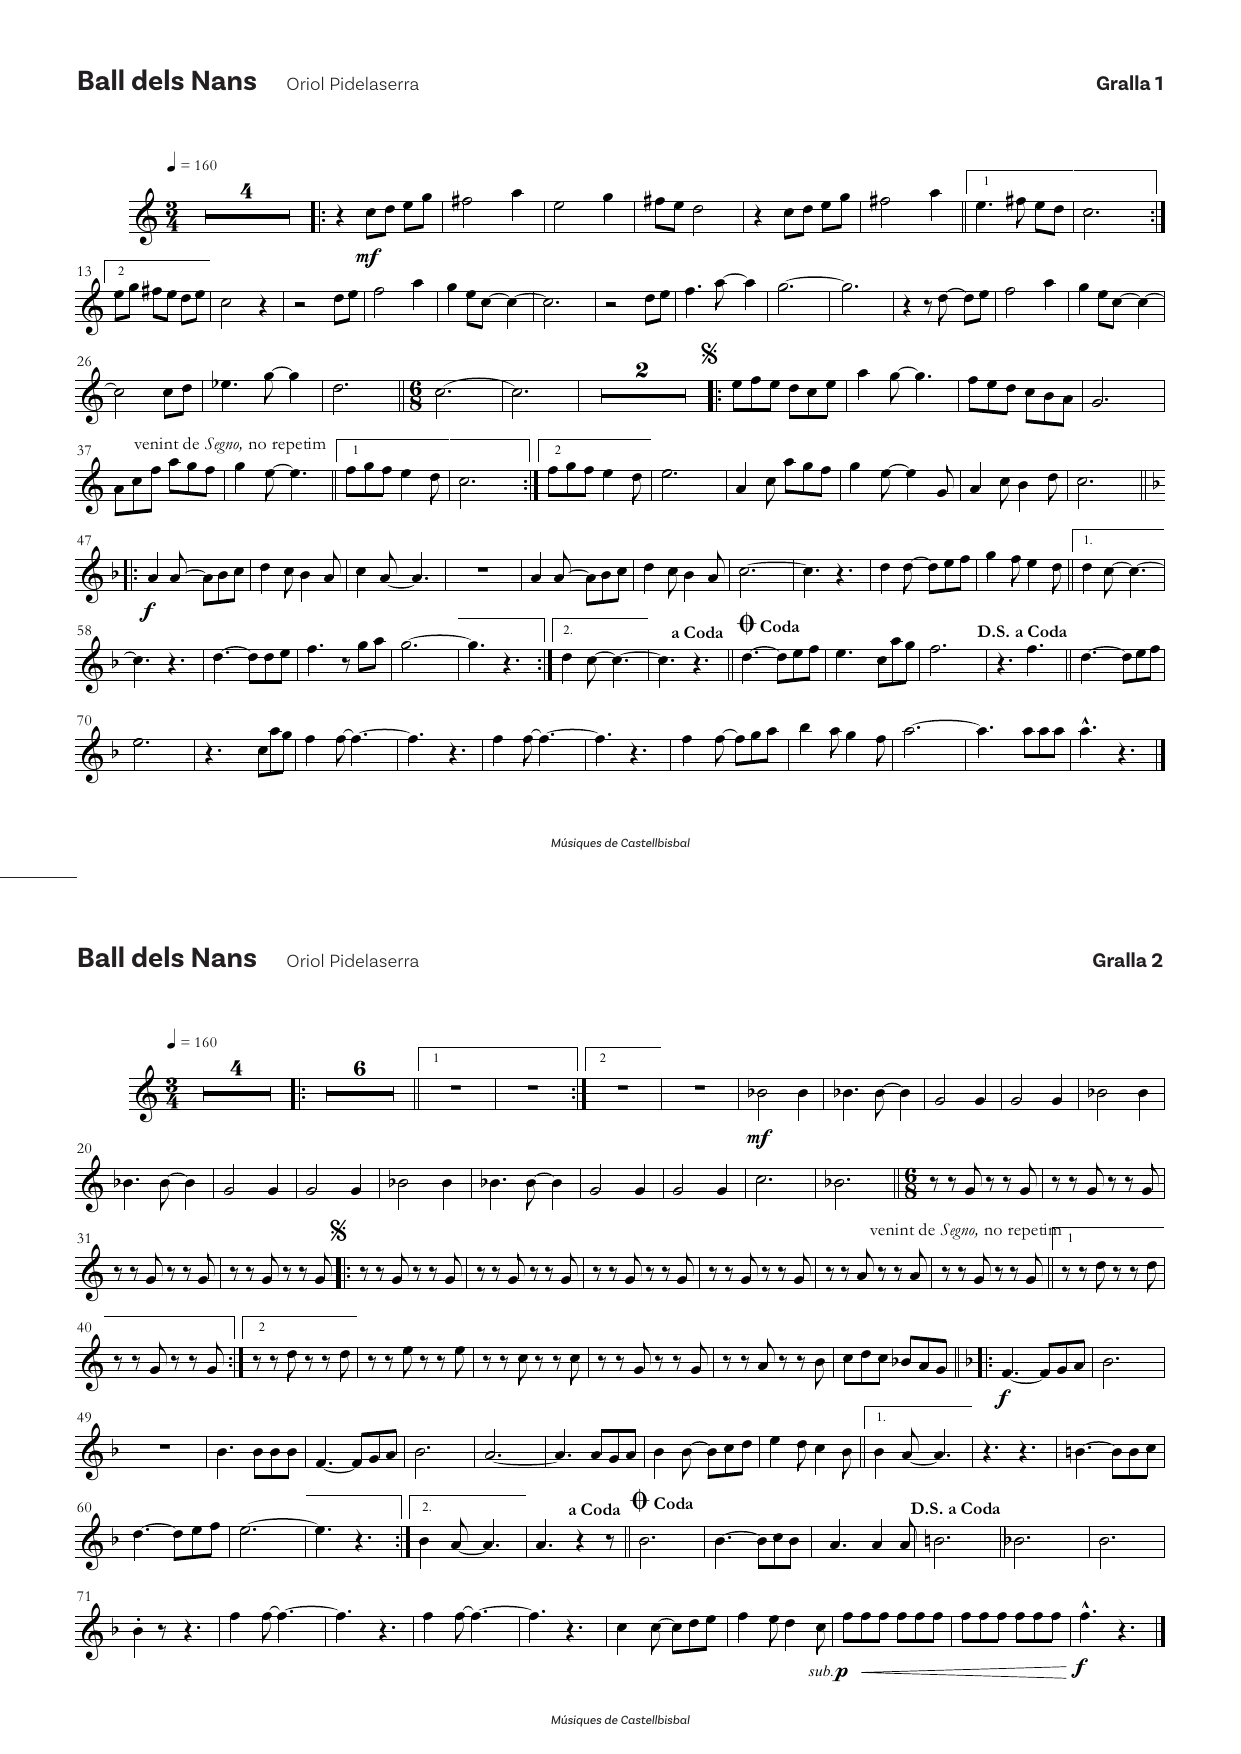 Ball dels Nans Oriol Pidelaserra Gralla 1
= 160
4
1
3
4
mf
13
2
26
2
6
8
37
venint de Segno, no repetim
1
2
47
1.
f
58
2.
a Coda
Coda
D.S. a Coda
70
Músiques de Castellbisbal
Ball dels Nans Oriol Pidelaserra Gralla 2
= 160
4
6
1
2
3
4
mf
20
6
8
31
venint de Segno, no repetim
1
40
2
f
49
1.
60
2.
a Coda
Coda
D.S. a Coda
71
sub. p
f
Músiques de Castellbisbal